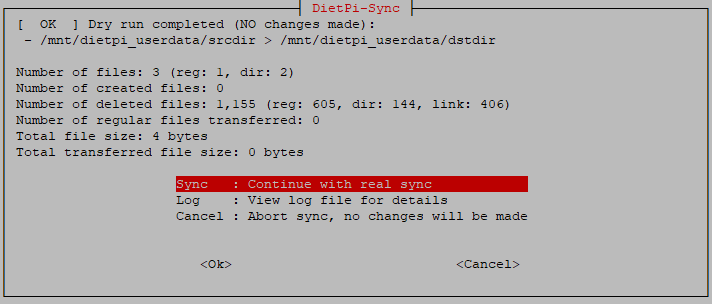 DietPi-Sync
[  OK  ] Dry run completed (NO changes made):
- /mnt/dietpi_userdata/srcdir > /mnt/dietpi_userdata/dstdir
Number of files: 3 (reg: 1, dir: 2)
Number of created files: 0
Number of deleted files: 1,155 (reg: 605, dir: 144, link: 406)
Number of regular files transferred: 0
Total file size: 4 bytes
Total transferred file size: 0 bytes
Sync   : Continue with real sync
Log    : View log file for details
Cancel : Abort sync, no changes will be made
<Ok> <Cancel>